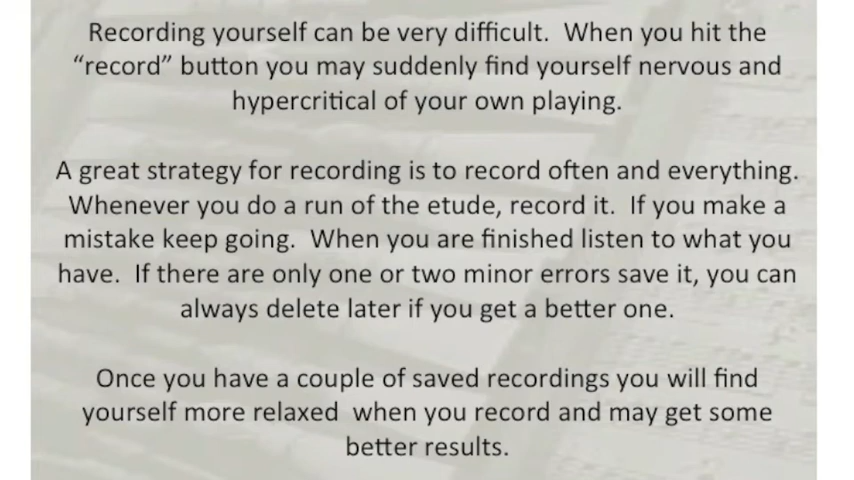 Recording yourself can be very difficult.  When you hit the
“record” button you may suddenly find yourself nervous and
hypercritical of your own playing.
A great strategy for recording is to record often and everything.
Whenever you do a run of the etude, record it.  If you make a
mistake keep going.  When you are finished listen to what you
have.  If there are only one or two minor errors save it, you can
always delete later if you get a better one.
Once you have a couple of saved recordings you will find
yourself more relaxed  when you record and may get some
better results.